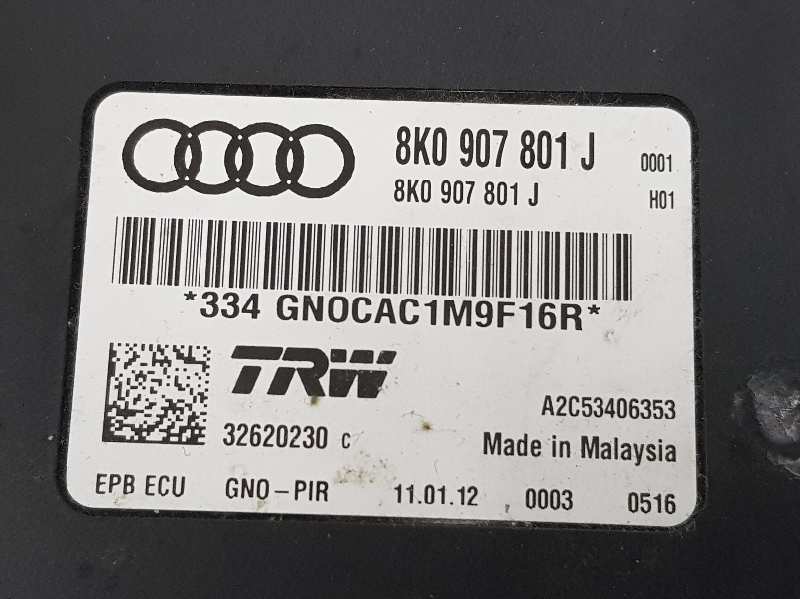 8K0 907 801 J 0001
8K0 907 801 J H01
*334 GNOCAC1M9F16R*
TRW
A2C53406353
32620230 C Made in Malaysia
EPB ECU GNO-PIR 11.01.12 0003 0516